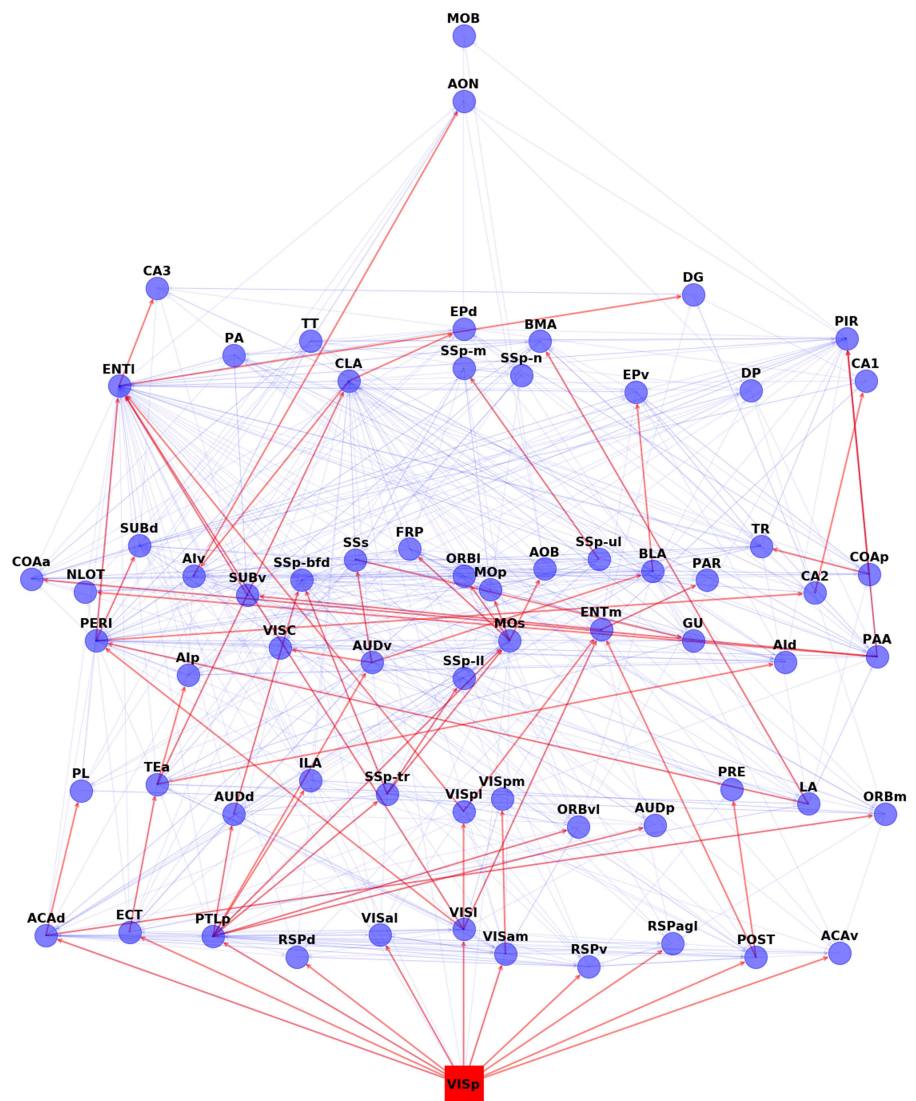 MOB
AON
CA3
DG
EPd
TT
BMA
PIR
PA
SSp-m
SSp-n
ENTl
CLA
EPv
DP
CA1
SUBd
SSs
FRP
TR
COAa
NLOT
AIv
SUBv
SSp-bfd
ORBl
MOp
AOB
SSp-ul
BLA
PAR
CA2
COAp
PERI
VISC
AUDv
MOs
ENTm
GU
PAA
AIp
SSp-ll
AId
PL
TEa
ILA
SSp-tr
VISpl
VISpm
PRE
LA
ORBm
AUDd
ORBvl
AUDp
ACAd
ECT
PTLp
VISal
VISl
VISam
RSPagl
POST
ACAv
RSPd
RSPv
VISp